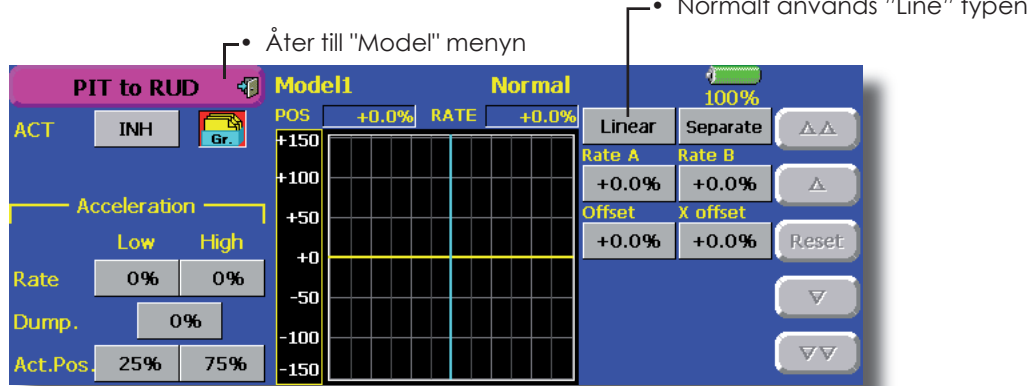 • Normalt används "Line" typen
• Åter till "Model" menyn
PIT to RUD
Model1
Normal
100%
ACT
INH
Gr.
POS
+0.0%
RATE
+0.0%
Linear
Separate
Rate A
Rate B
+0.0%
+0.0%
Offset
X offset
+0.0%
+0.0%
Reset
+150
+100
+50
+0
-50
-100
-150
Acceleration
Low
High
Rate
0%
0%
Dump.
0%
Act.Pos.
25%
75%